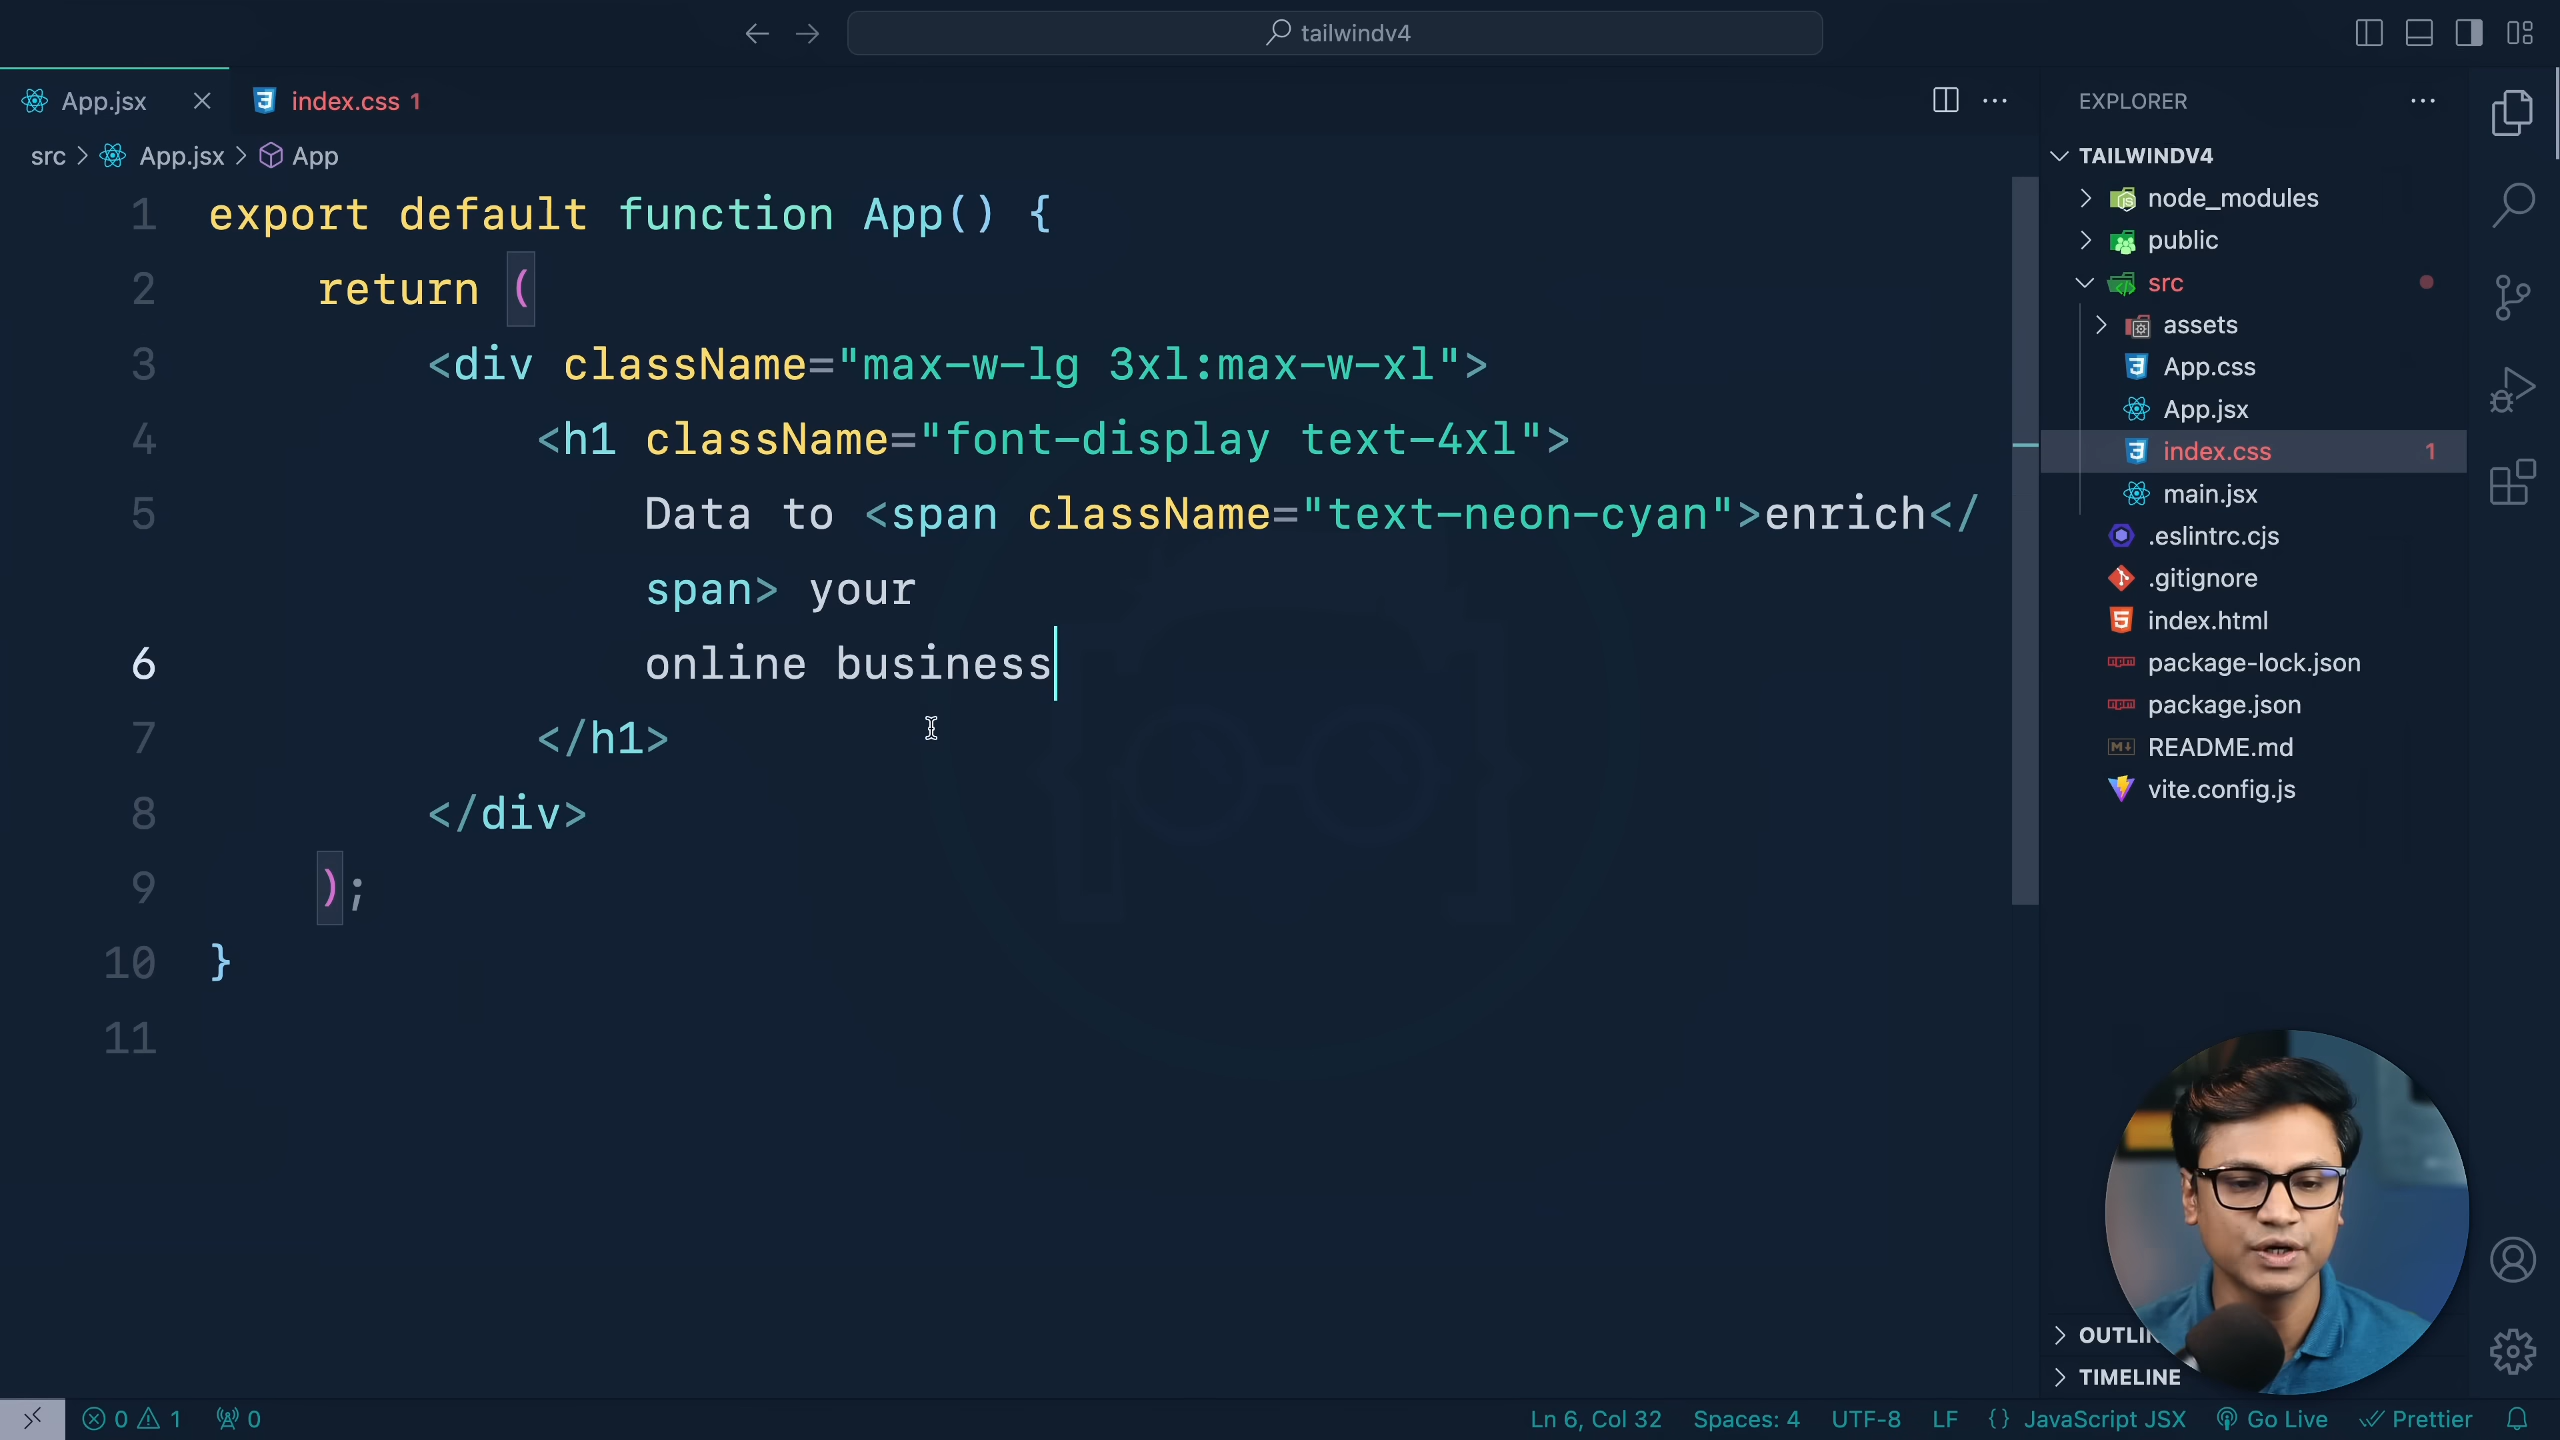 tailwindv4
App.jsx
index.css 1
src > App.jsx > App
1 export default function App() {
2 return (
3 <div className="max-w-lg 3xl:max-w-xl">
4 <h1 className="font-display text-4xl">
5 Data to <span className="text-neon-cyan">enrich</
span> your
6 online business
7 </h1>
8 </div>
9 );
10 }
11
EXPLORER
TAILWINDV4
node_modules
public
src
assets
App.css
App.jsx
index.css 1
main.jsx
.eslintrc.cjs
.gitignore
index.html
package-lock.json
package.json
README.md
vite.config.js
TIMELINE
0 1 0
Ln 6, Col 32 Spaces: 4 UTF-8 LF {} JavaScript JSX Go Live Prettier